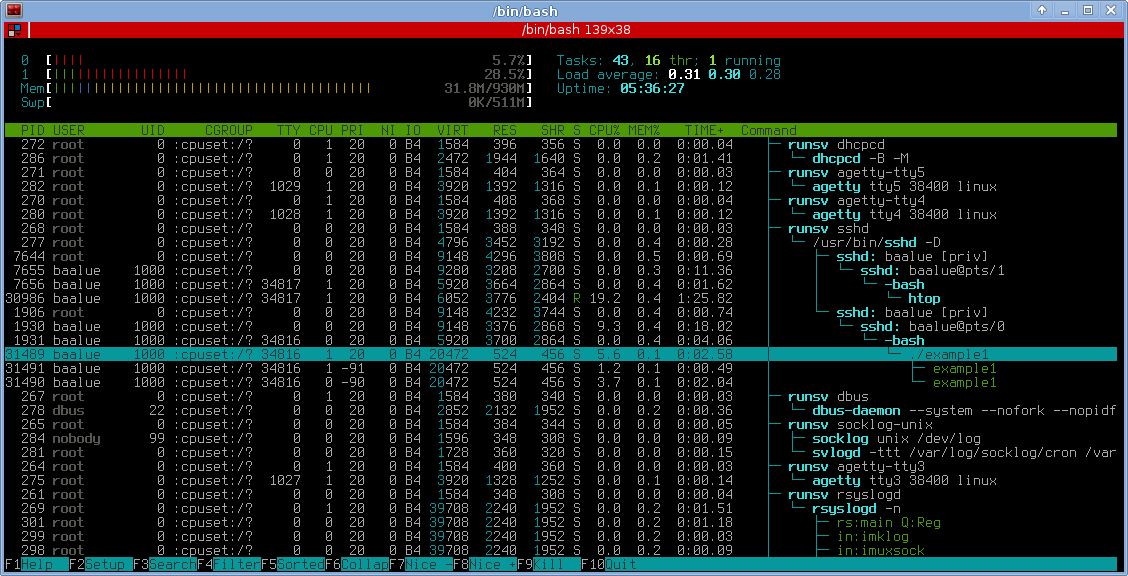 /bin/bash
/bin/bash 139x38
0 [|||| 5.7%] Tasks: 43, 16 thr; 1 running
1 [||||||||||||||||| 28.5%] Load average: 0.31 0.30 0.28
Mem[|||||||||||||||||||||||||||||||||||||||| 31.8M/930M] Uptime: 05:36:27
Swp[ 0K/511M]
PID USER UID CGROUP TTY CPU PRI NI IO VIRT RES SHR S CPU% MEM% TIME+ Command
272 root 0 :cpuset:/? 0 1 20 0 B4 1584 396 356 S 0.0 0.0 0:00.04 ├─ runsv dhcpcd
286 root 0 :cpuset:/? 0 1 20 0 B4 2472 1944 1640 S 0.0 0.2 0:01.41 │ └─ dhcpcd -B -M
271 root 0 :cpuset:/? 0 0 20 0 B4 1584 404 364 S 0.0 0.0 0:00.03 ├─ runsv agetty-tty5
282 root 0 :cpuset:/? 1029 0 20 0 B4 3920 1392 1316 S 0.0 0.1 0:00.12 │ └─ agetty tty5 38400 linux
270 root 0 :cpuset:/? 0 1 20 0 B4 1584 408 368 S 0.0 0.0 0:00.04 ├─ runsv agetty-tty4
280 root 0 :cpuset:/? 1028 0 20 0 B4 3920 1392 1316 S 0.0 0.1 0:00.12 │ └─ agetty tty4 38400 linux
268 root 0 :cpuset:/? 0 0 20 0 B4 1584 388 348 S 0.0 0.0 0:00.03 ├─ runsv sshd
277 root 0 :cpuset:/? 0 0 20 0 B4 4796 3452 3192 S 0.0 0.4 0:00.28 │ └─ /usr/bin/sshd -D
7644 root 0 :cpuset:/? 0 0 20 0 B4 9148 4296 3808 S 0.0 0.5 0:00.69 │ ├─ sshd: baalue [priv]
7655 baalue 1000 :cpuset:/? 0 0 20 0 B4 9280 3208 2700 S 0.0 0.3 0:11.36 │ │ └─ sshd: baalue@pts/1
7656 baalue 1000 :cpuset:/? 34817 0 20 0 B4 5920 3664 2864 S 0.0 0.4 0:01.62 │ │ └─ -bash
30986 baalue 1000 :cpuset:/? 34817 1 20 0 B4 6052 3776 2404 R 19.2 0.4 1:25.82 │ │ └─ htop
1906 root 0 :cpuset:/? 0 0 20 0 B4 9148 4232 3744 S 0.0 0.4 0:00.74 │ └─ sshd: baalue [priv]
1930 baalue 1000 :cpuset:/? 0 1 20 0 B4 9148 3376 2868 S 9.3 0.4 0:18.02 │ └─ sshd: baalue@pts/0
1931 baalue 1000 :cpuset:/? 34816 0 20 0 B4 5920 3700 2864 S 0.0 0.4 0:04.06 │ └─ -bash
31489 baalue 1000 :cpuset:/? 34816 1 20 0 B4 20472 524 456 S 5.6 0.1 0:02.58 │ └─ ./example1
31491 baalue 1000 :cpuset:/? 34816 1 -91 0 B4 20472 524 456 S 1.2 0.1 0:00.49 │ ├─ example1
31490 baalue 1000 :cpuset:/? 34816 0 -90 0 B4 20472 524 456 S 3.7 0.1 0:02.04 │ └─ example1
267 root 0 :cpuset:/? 0 1 20 0 B4 1584 380 340 S 0.0 0.0 0:00.03 ├─ runsv dbus
278 dbus 22 :cpuset:/? 0 0 20 0 B4 2852 2132 1952 S 0.0 0.2 0:00.36 │ └─ dbus-daemon --system --nofork --nopidf
265 root 0 :cpuset:/? 0 0 20 0 B4 1584 384 344 S 0.0 0.0 0:00.05 ├─ runsv socklog-unix
284 nobody 99 :cpuset:/? 0 0 20 0 B4 1596 348 308 S 0.0 0.0 0:00.09 │ ├─ socklog unix /dev/log
281 root 0 :cpuset:/? 0 1 20 0 B4 1728 360 320 S 0.0 0.0 0:00.15 │ └─ svlogd -ttt /var/log/socklog/cron /var
264 root 0 :cpuset:/? 0 1 20 0 B4 1584 400 360 S 0.0 0.0 0:00.03 ├─ runsv agetty-tty3
275 root 0 :cpuset:/? 1027 0 20 0 B4 3920 1328 1252 S 0.0 0.1 0:00.14 │ └─ agetty tty3 38400 linux
261 root 0 :cpuset:/? 0 0 20 0 B4 1584 348 308 S 0.0 0.0 0:00.04 ├─ runsv rsyslogd
269 root 0 :cpuset:/? 0 1 20 0 B4 39708 2240 1952 S 0.0 0.2 0:01.51 │ └─ rsyslogd -n
301 root 0 :cpuset:/? 0 0 20 0 B4 39708 2240 1952 S 0.0 0.2 0:01.18 │ ├─ rs:main Q:Reg
299 root 0 :cpuset:/? 0 0 20 0 B4 39708 2240 1952 S 0.0 0.2 0:00.03 │ ├─ in:imklog
298 root 0 :cpuset:/? 0 0 20 0 B4 39708 2240 1952 S 0.0 0.2 0:00.09 │ ├─ in:imuxsock
F1Help F2Setup F3SearchF4FilterF5SortedF6CollapF7Nice -F8Nice +F9Kill F10Quit